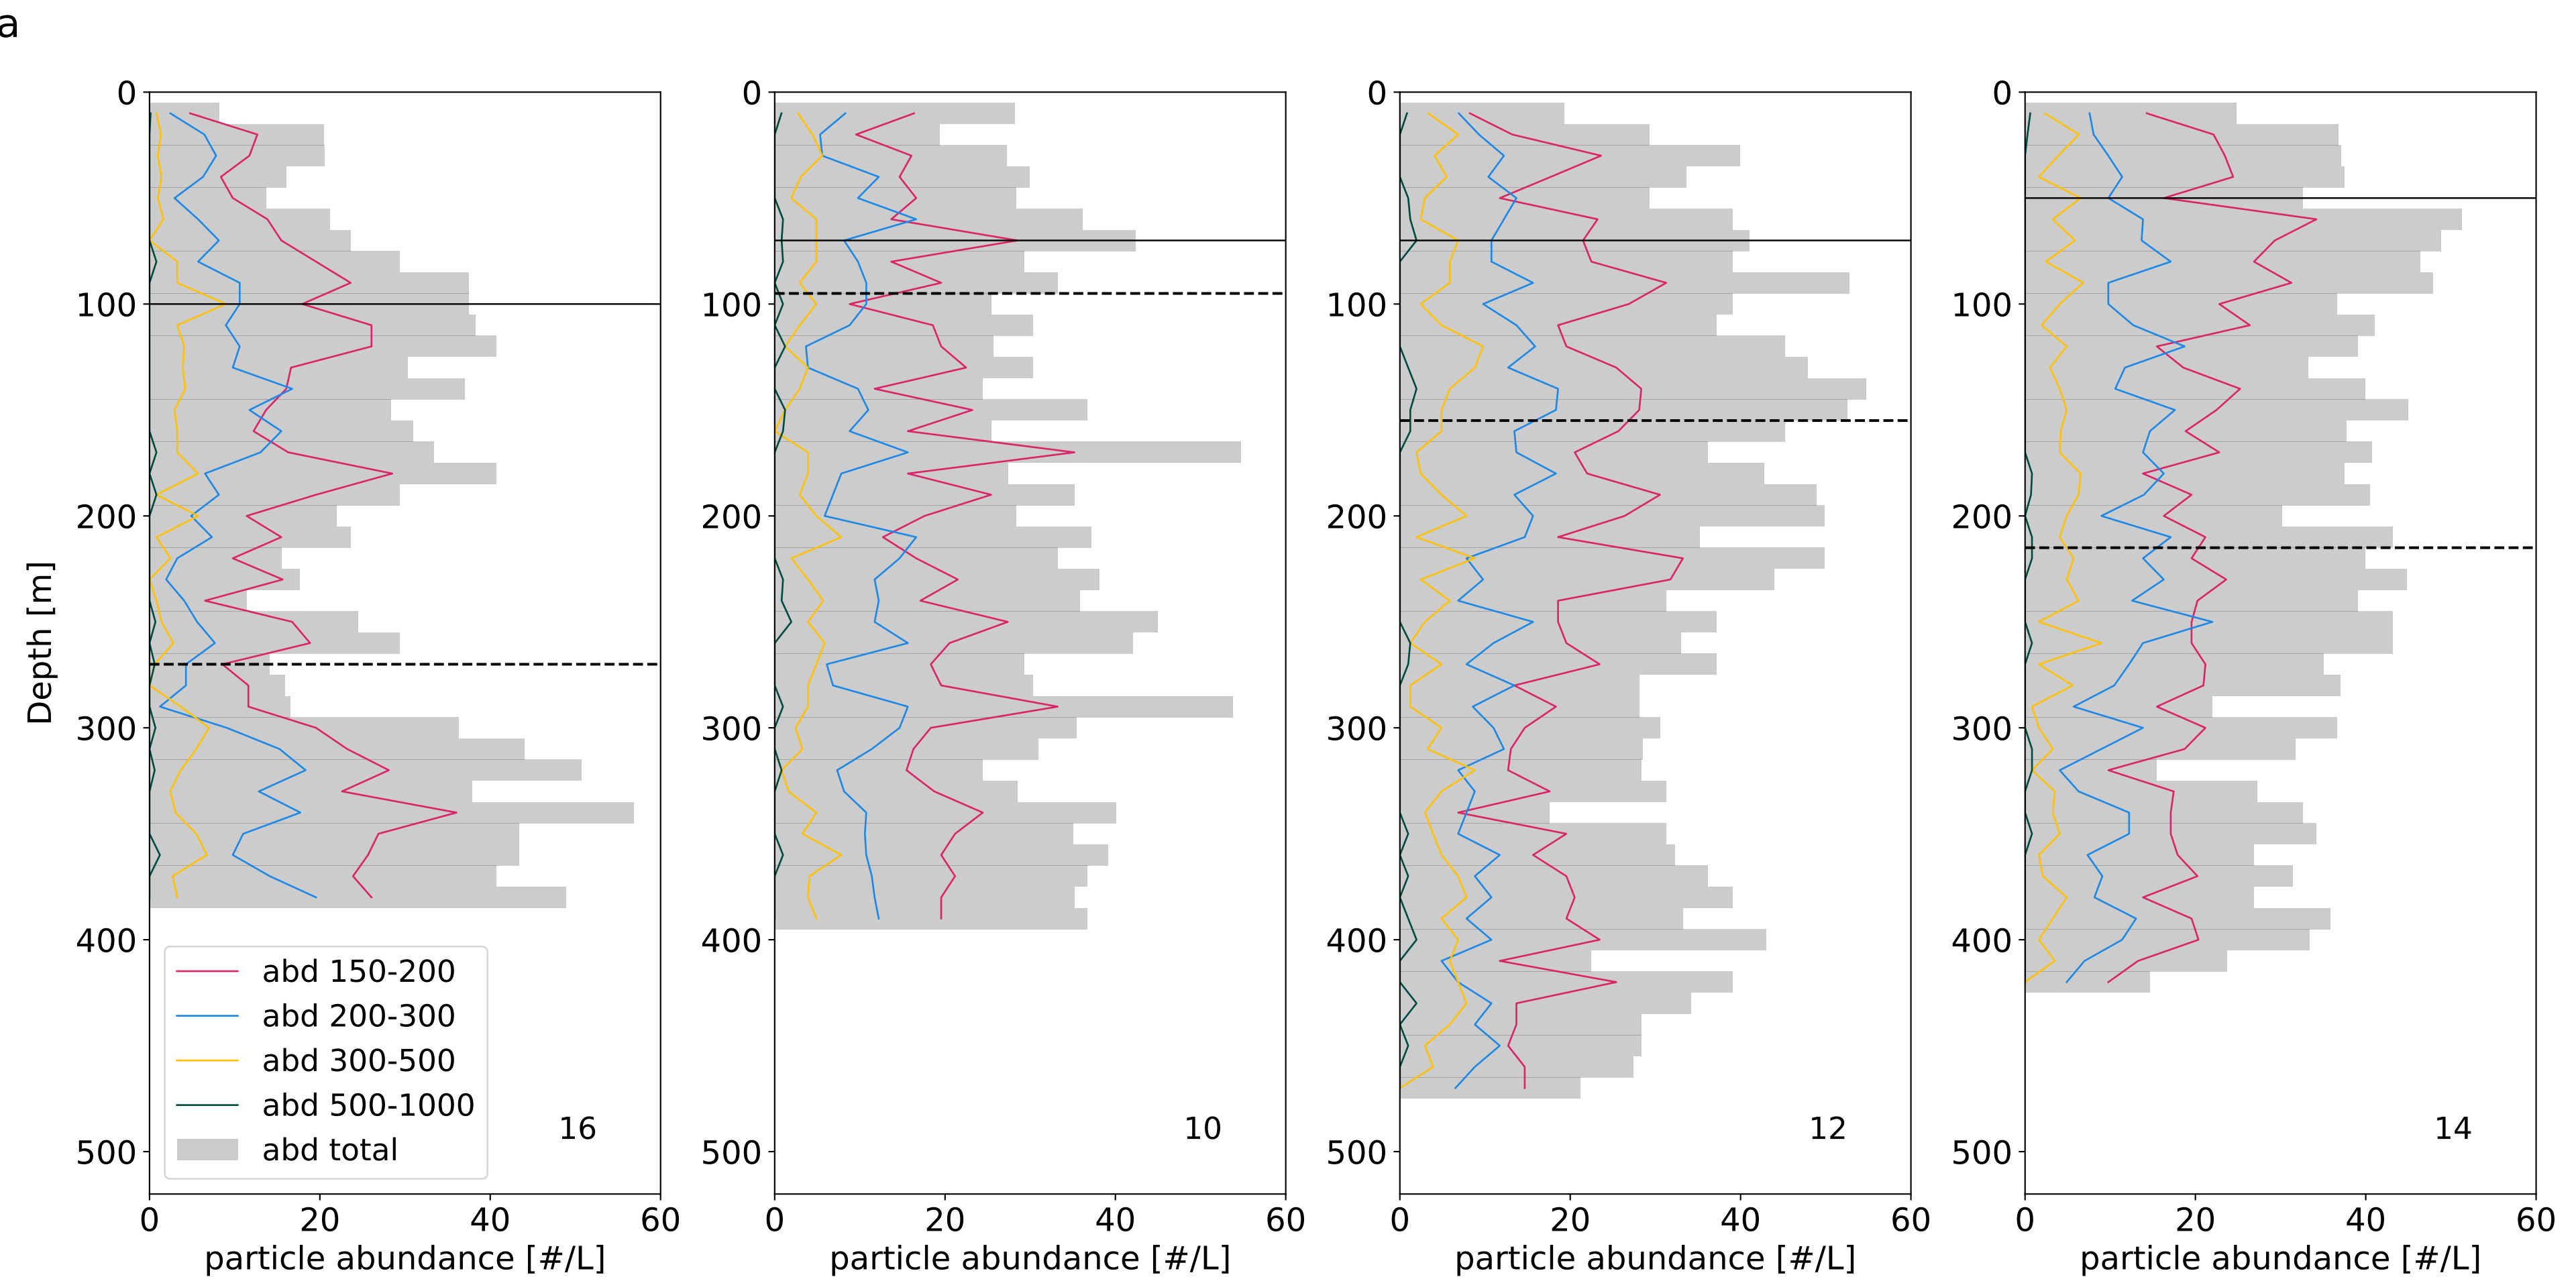 a
0 0 0 0
100 100 100 100
200 200 200 200
Depth [m]
300 300 300 300
400 400 400 400
abd 150-200
abd 200-300
abd 300-500
abd 500-1000
abd total
16 10 12 14
500 500 500 500
0 20 40 60 0 20 40 60 0 20 40 60 0 20 40 60
particle abundance [#/L] particle abundance [#/L] particle abundance [#/L] particle abundance [#/L]